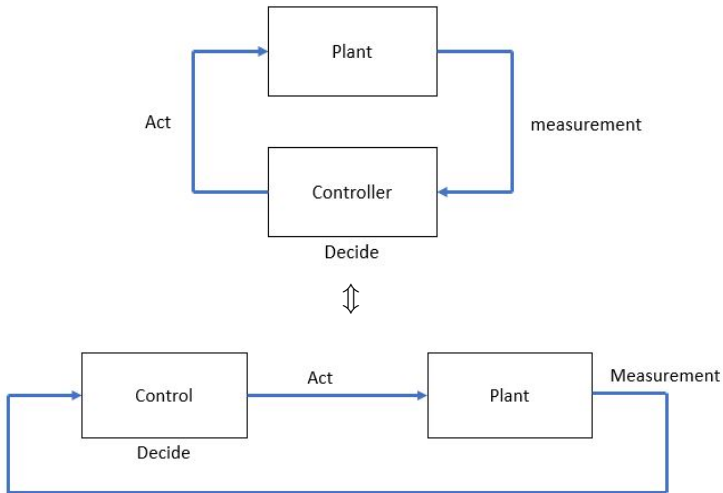 Plant
Act
measurement
Controller
Decide
Act
Measurement
Control
Plant
Decide